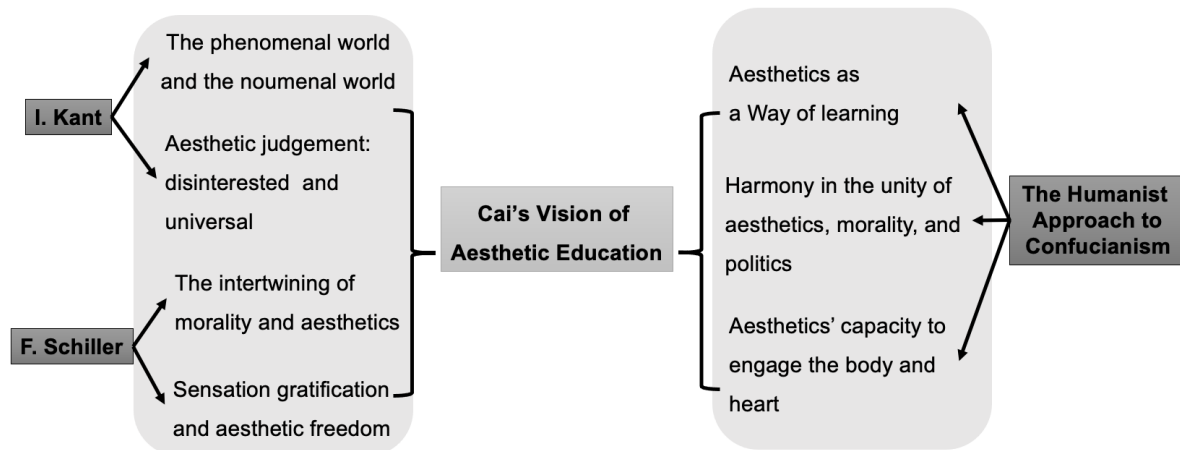 I. Kant
The phenomenal world
and the noumenal world
Aesthetic judgement:
disinterested and
universal
F. Schiller
The intertwining of
morality and aesthetics
Sensation gratification
and aesthetic freedom
Cai's Vision of
Aesthetic Education
Aesthetics as
a Way of learning
Harmony in the unity of
aesthetics, morality, and
politics
Aesthetics' capacity to
engage the body and
heart
The Humanist
Approach to
Confucianism